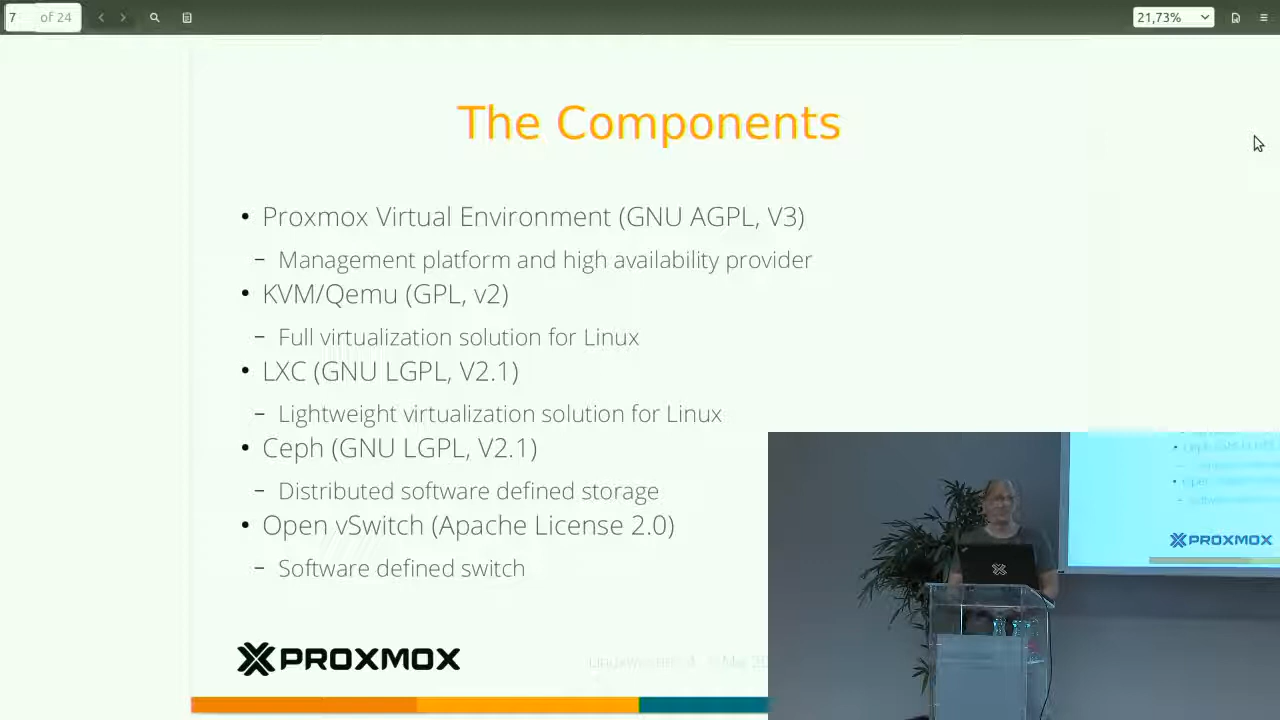 7 of 24
21,73%
The Components
• Proxmox Virtual Environment (GNU AGPL, V3)
– Management platform and high availability provider
• KVM/Qemu (GPL, v2)
– Full virtualization solution for Linux
• LXC (GNU LGPL, V2.1)
– Lightweight virtualization solution for Linux
• Ceph (GNU LGPL, V2.1)
– Distributed software defined storage
• Open vSwitch (Apache License 2.0)
– Software defined switch
PROXMOX
PROXMOX